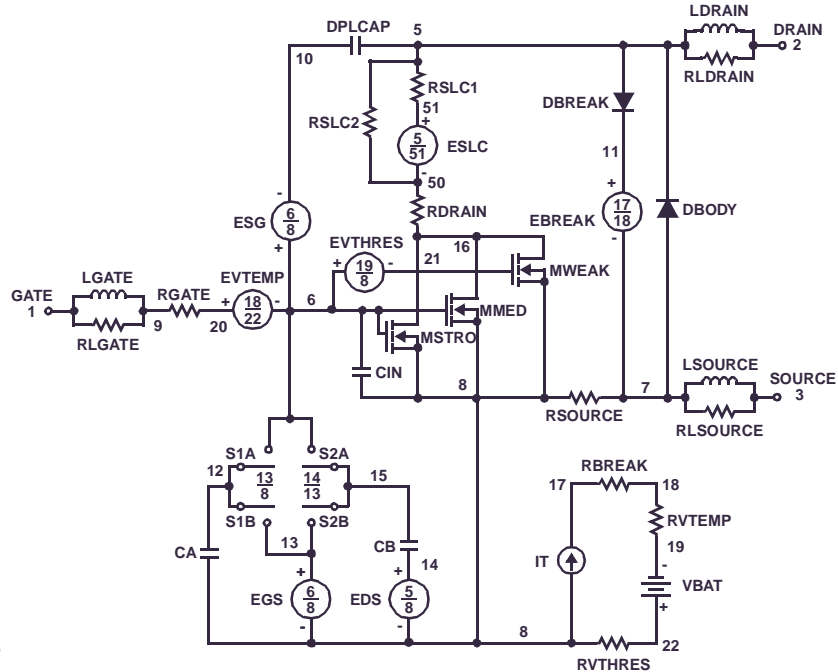 LDRAIN
DPLCAP 5 DRAIN
10 2
RSLC1 RLDRAIN
51 DBREAK
RSLC2
+
5
51
ESLC
11
-
50
-
+
6
8
ESG
RDRAIN
17
18
EBREAK
DBODY
+
-
EVTHRES
16
21
+
19
8
-
MWEAK
LGATE
EVTEMP
GATE
1
RGATE
+
18
22
-
6
MMED
9
20
RLGATE
MSTRO
CIN
LSOURCE
8
7
SOURCE
3
RSOURCE
RLSOURCE
S1A
S2A
12
13
8
14
13
15
RBREAK
17
18
S1B
S2B
RVTEMP
13
CA
CB
14
IT
19
-
+
+
VBAT
EGS
6
8
EDS
5
8
+
-
-
8
22
RVTHRES